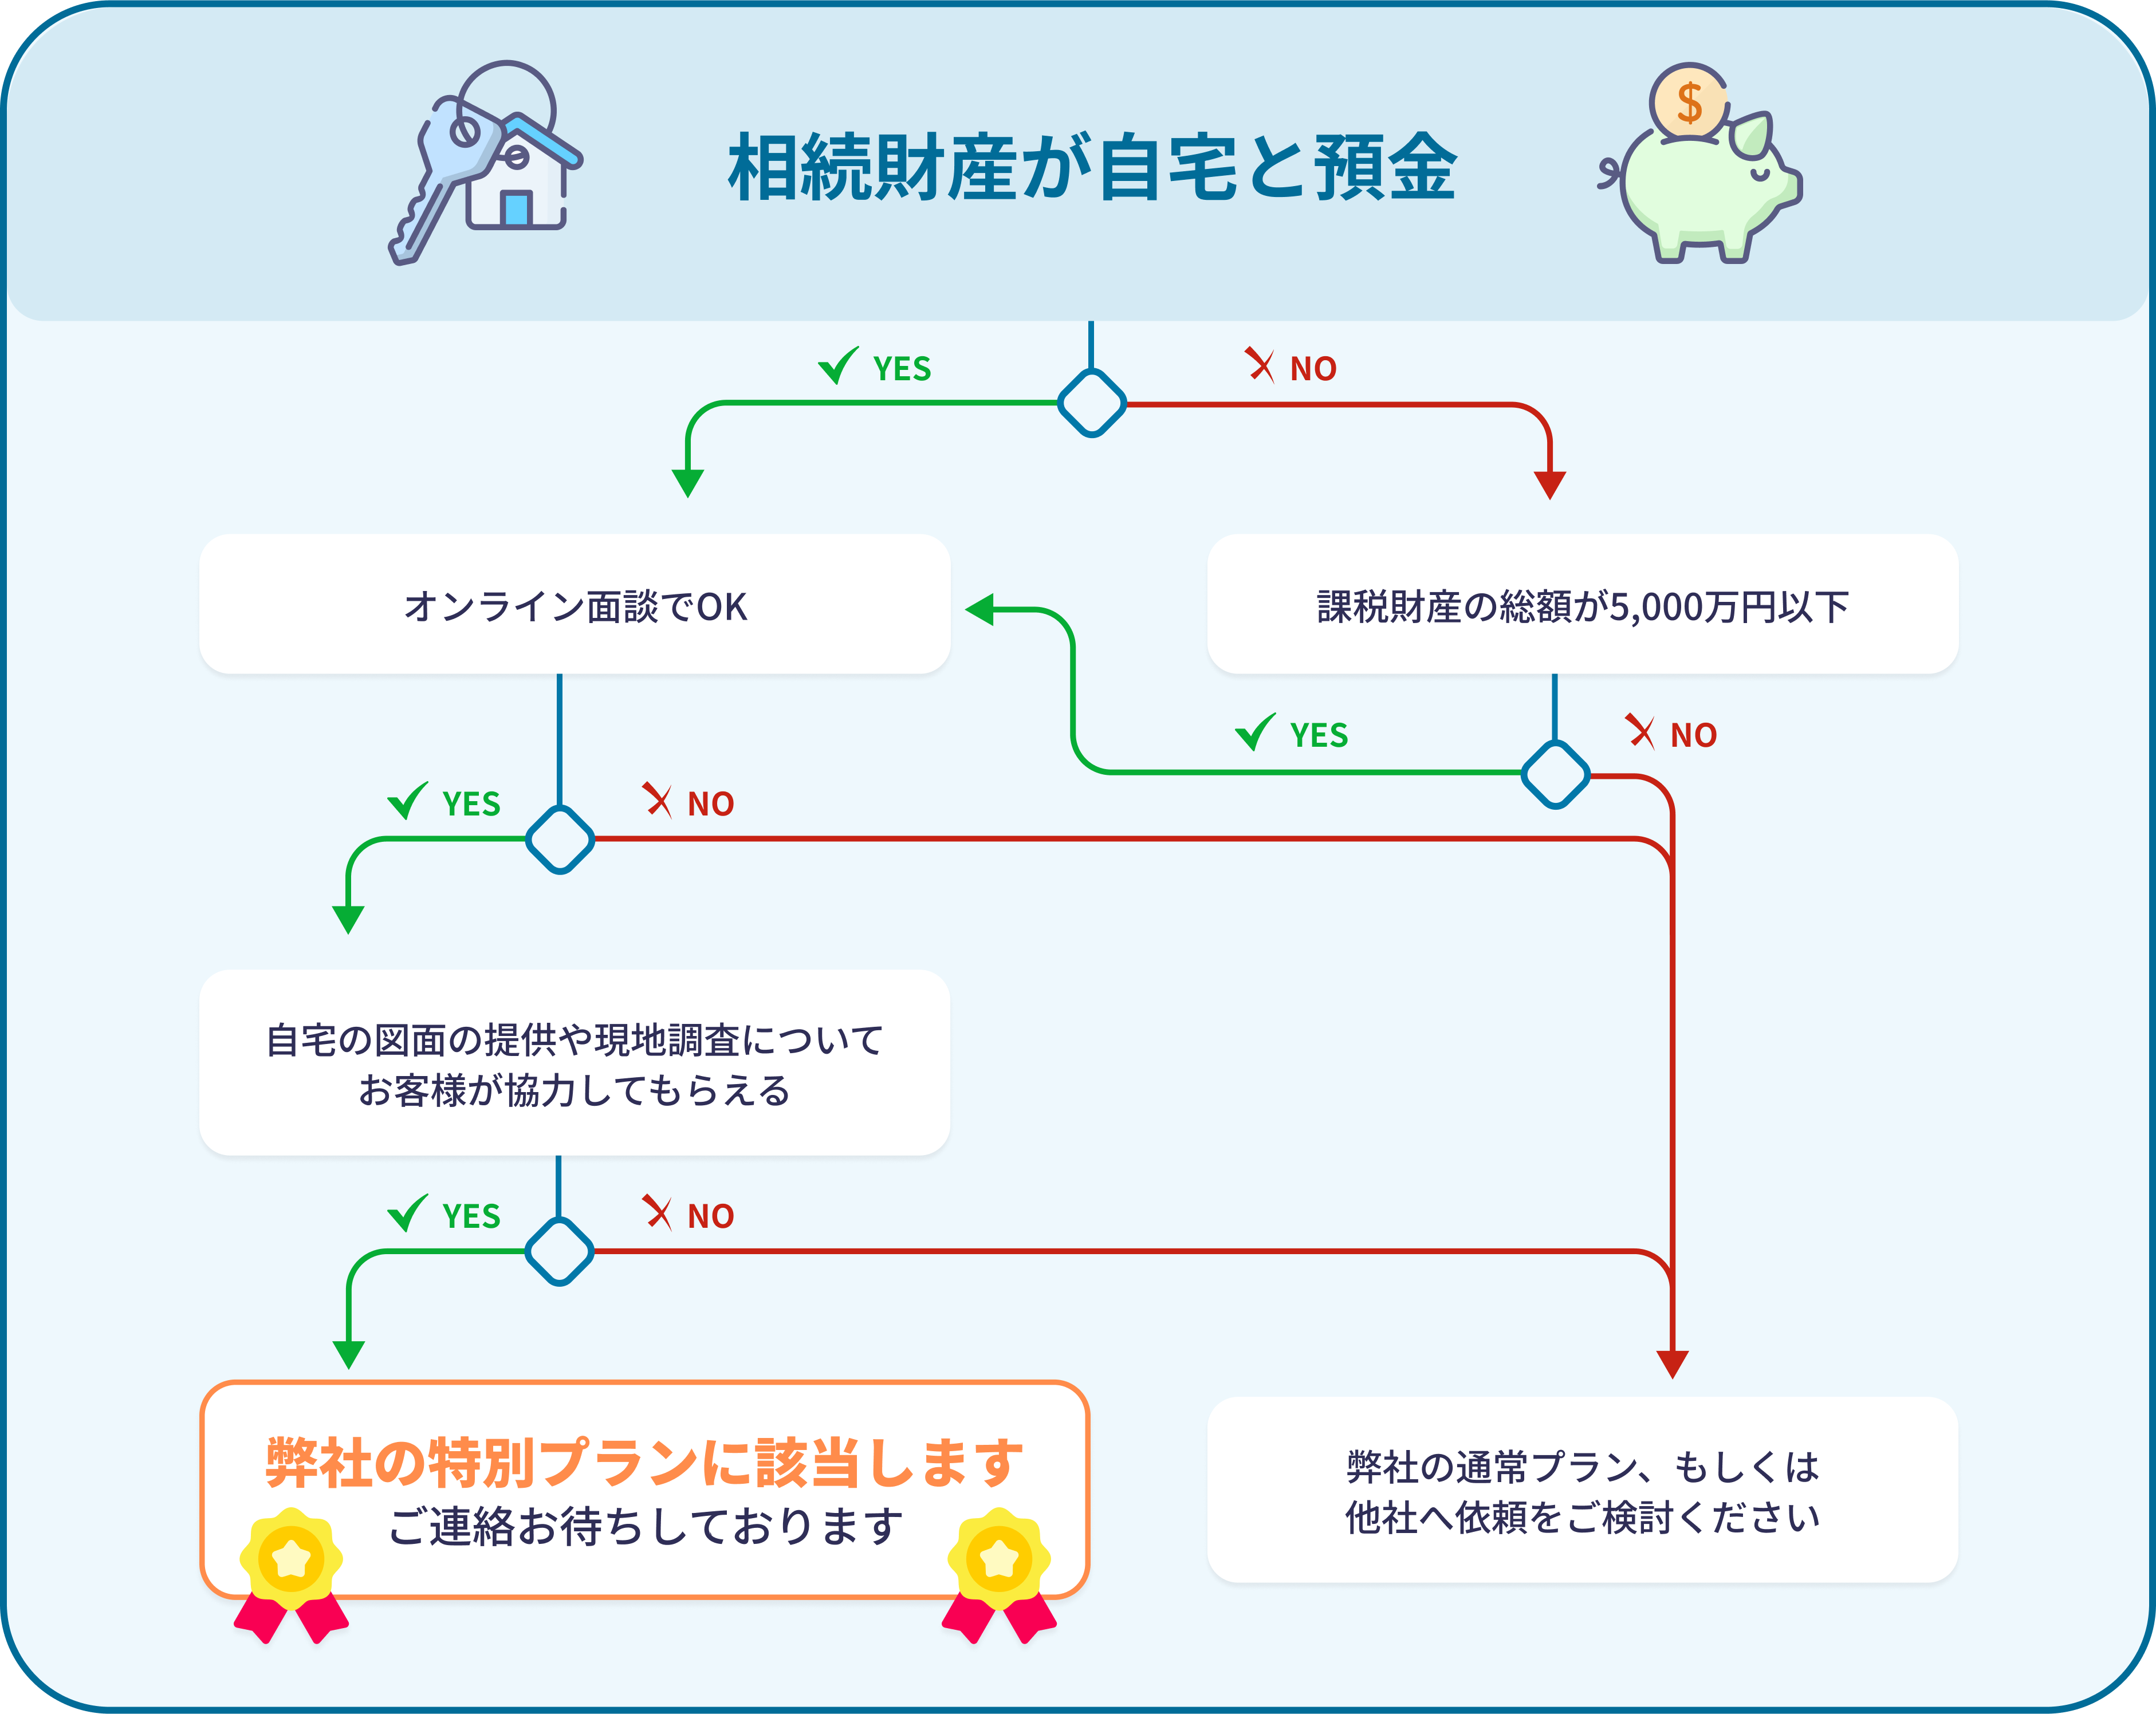 相続財産が自宅と預金
$
YES
NO
オンライン面談でOK
課税財産の総額が5,000万円以下
YES
NO
YES
NO
自宅の図面の提供や現地調査について
お客様が協力してもらえる
YES
NO
弊社の特別プランに該当します
ご連絡お待ちしております
弊社の通常プラン、もしくは
他社へ依頼をご検討ください